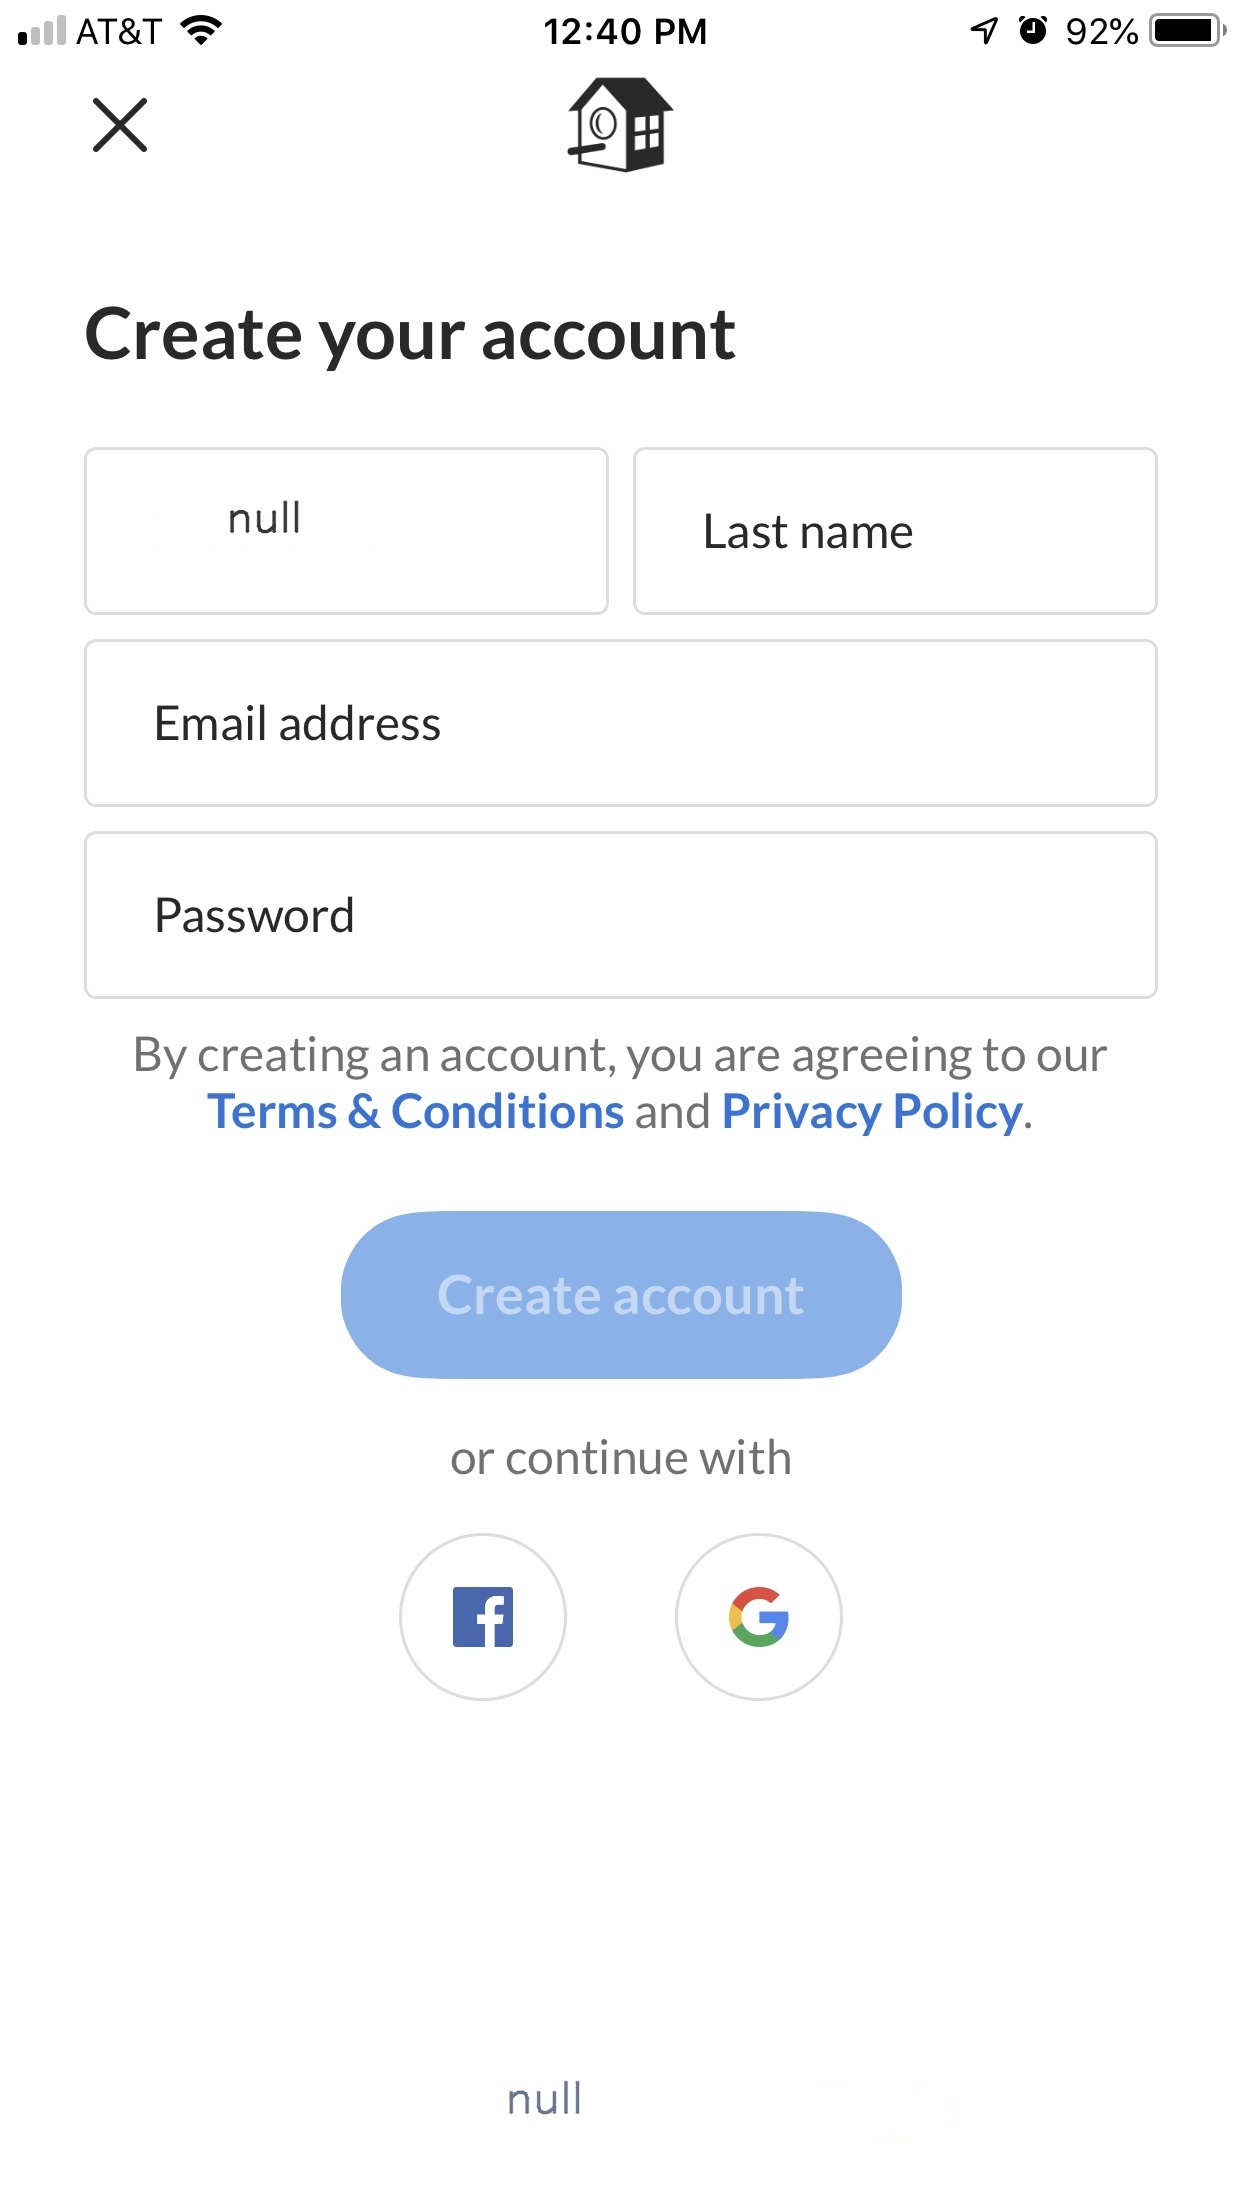 AT&T 12:40 PM 92%
Create your account
null Last name
Email address
Password
By creating an account, you are agreeing to our
Terms & Conditions and Privacy Policy.
Create account
or continue with
null